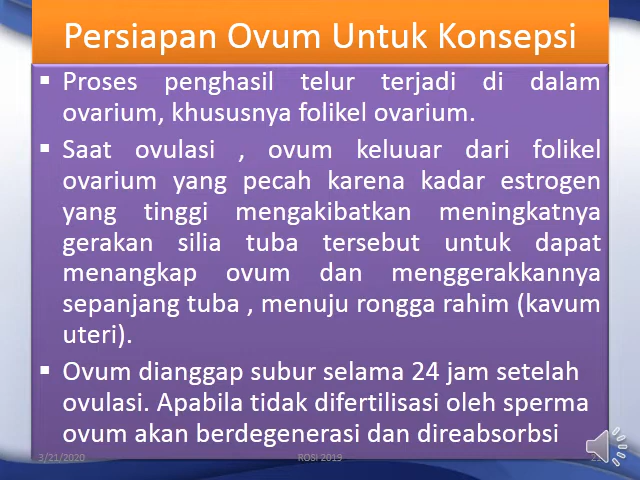 Persiapan Ovum Untuk Konsepsi
▪ Proses penghasil telur terjadi di dalam
ovarium, khususnya folikel ovarium.
▪ Saat ovulasi , ovum keluuar dari folikel
ovarium yang pecah karena kadar estrogen
yang tinggi mengakibatkan meningkatnya
gerakan silia tuba tersebut untuk dapat
menangkap ovum dan menggerakkannya
sepanjang tuba , menuju rongga rahim (kavum
uteri).
▪ Ovum dianggap subur selama 24 jam setelah
ovulasi. Apabila tidak difertilisasi oleh sperma
ovum akan berdegenerasi dan direabsorbsi
3/21/2020 ROSI 2019